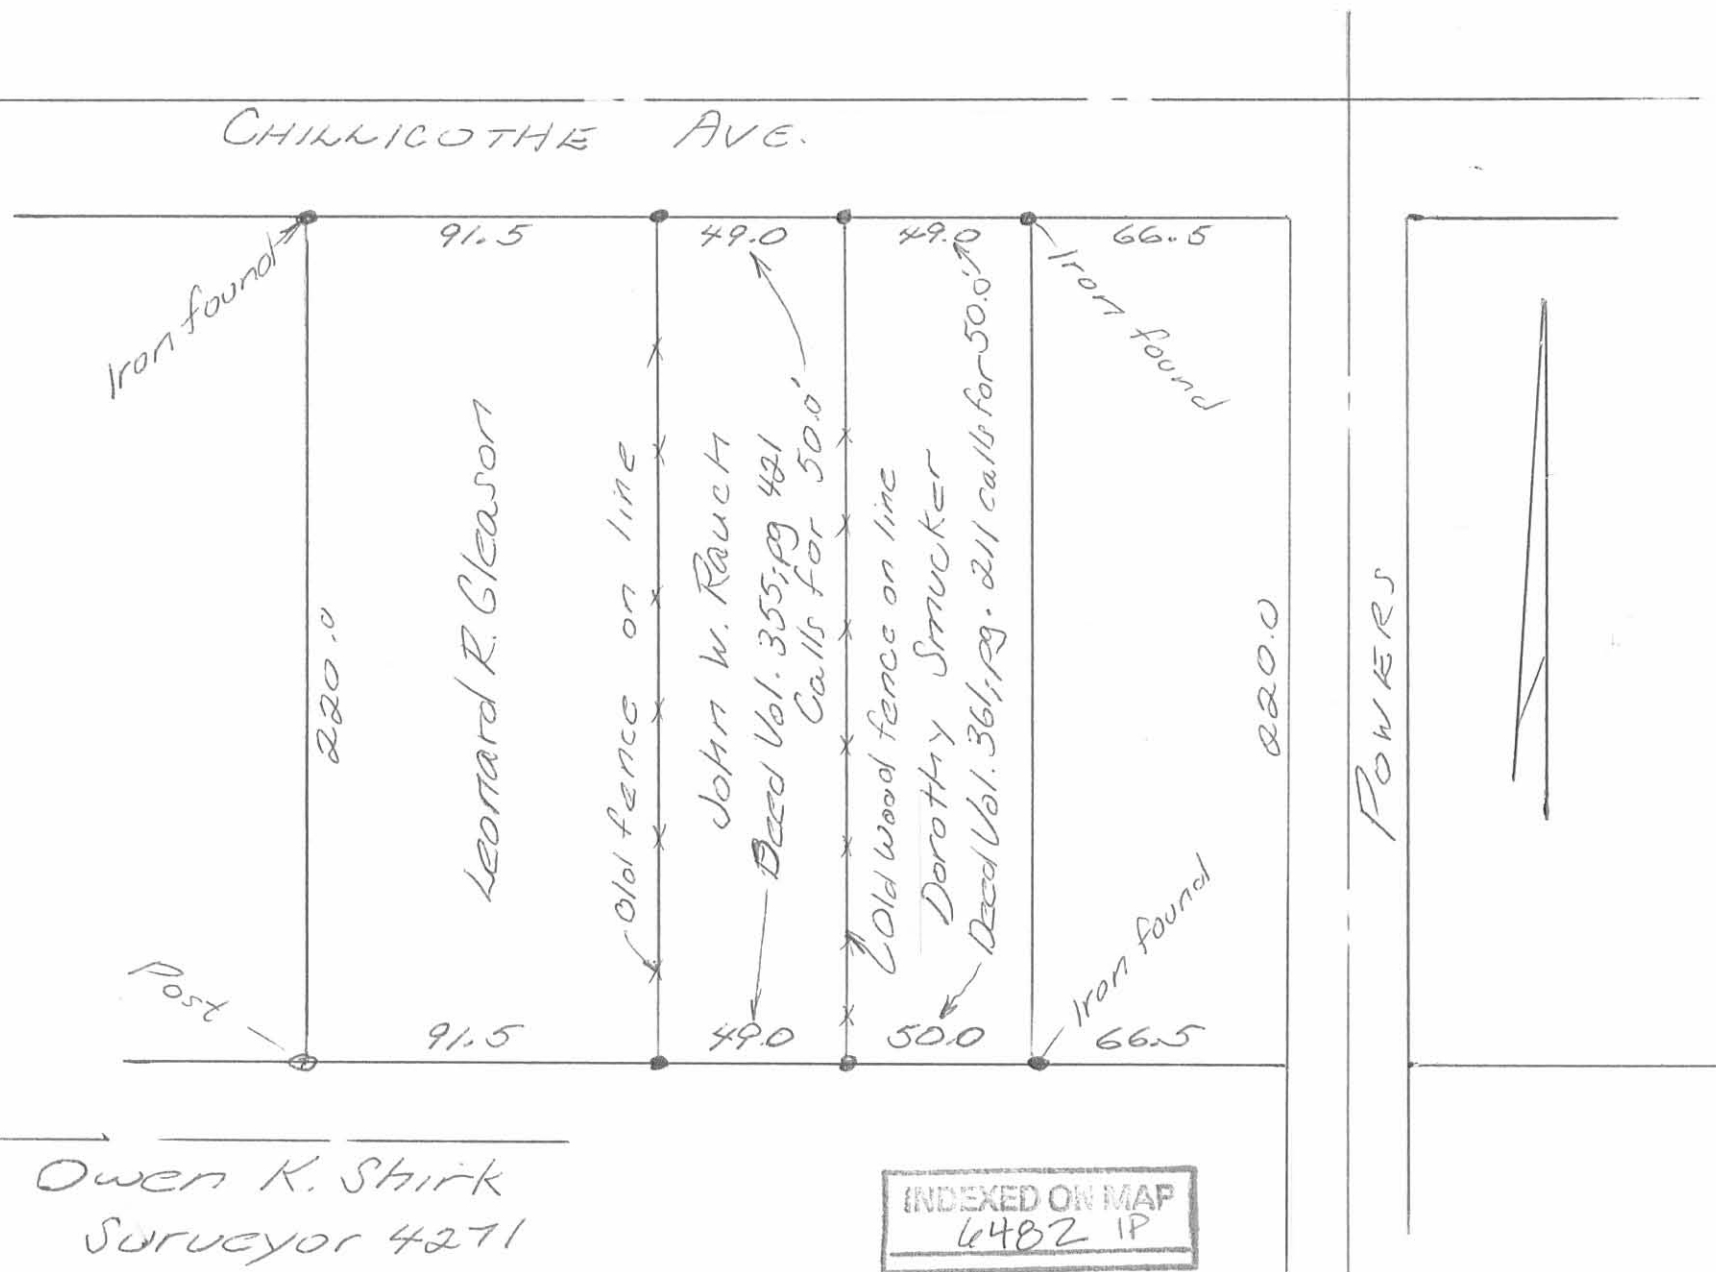 CHILLICOTHE AVE.
91.5 49.0 49.0 66.5
Iron found
Iron found
220.0
Leonard R. Gleason
Old fence on line
John W. Rauch
Deed Vol. 355, pg 421
Calls for 50.0'
Old Wood fence on line
Dorothy Smucker
Deed Vol. 361, pg. 211 calls for 50.0'
220.0
POWERS
Post
Iron found
91.5 49.0 50.0 66.5
Owen K. Shirk
Surveyor 4271
INDEXED ON MAP
6482 IP